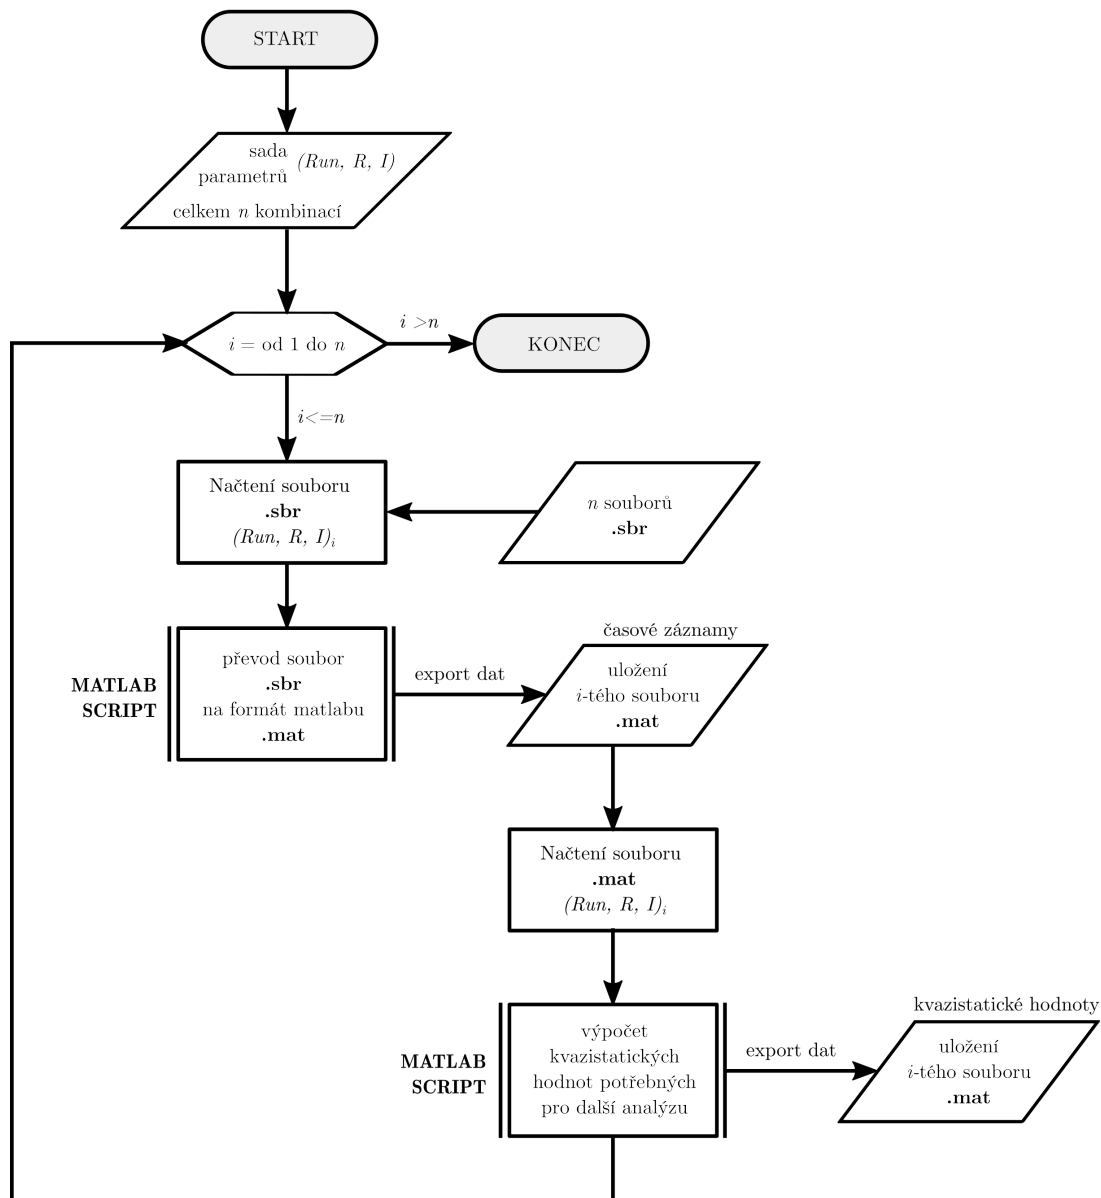 START
sada
parametrů
(Run, R, I)
celkem n kombinací
i = od 1 do n
i >n
KONEC
i<=n
Načtení souboru
.sbr
(Run, R, I)i
n souborů
.sbr
MATLAB
SCRIPT
převod soubor
.sbr
na formát matlabu
.mat
export dat
časové záznamy
uložení
i-tého souboru
.mat
Načtení souboru
.mat
(Run, R, I)i
MATLAB
SCRIPT
výpočet
kvazistatických
hodnot potřebných
pro další analýzu
export dat
kvazistatické hodnoty
uložení
i-tého souboru
.mat